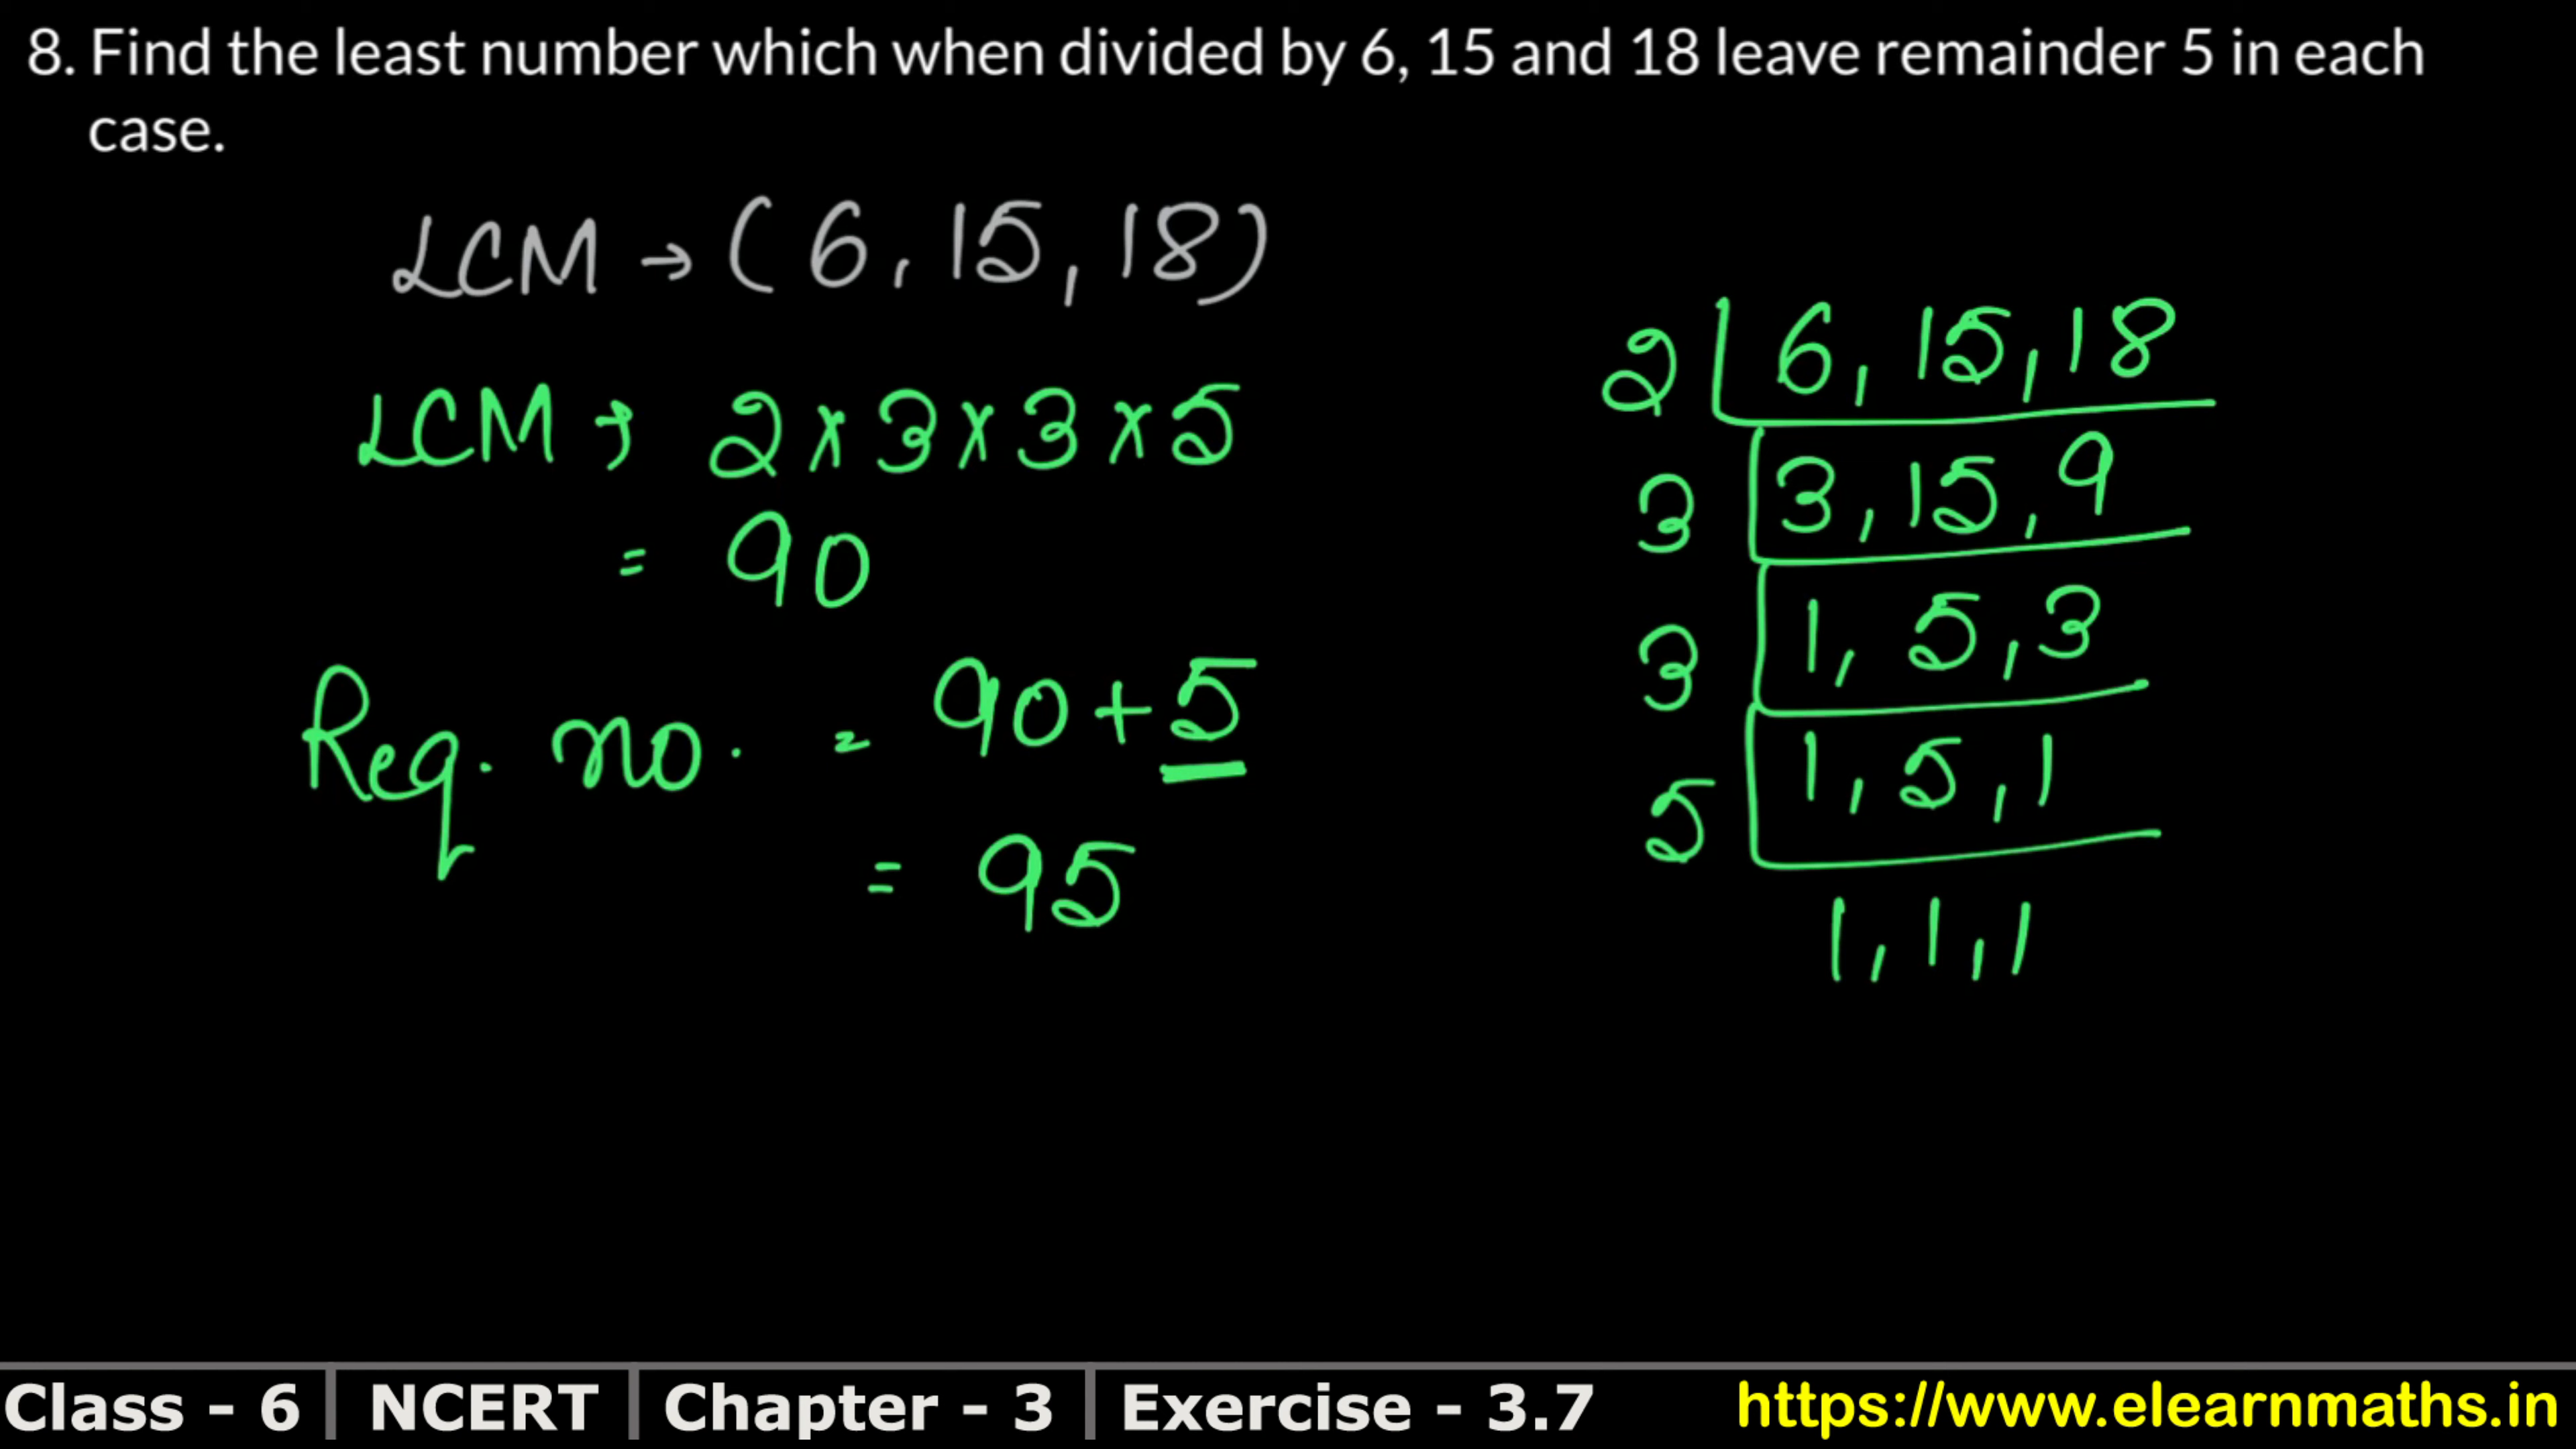 8. Find the least number which when divided by 6, 15 and 18 leave remainder 5 in each
case.
LCM → (6, 15, 18)
LCM → 2 × 3 × 3 × 5
= 90
Req. no. = 90 + 5
= 95
2 | 6, 15, 18
3 | 3, 15, 9
3 | 1, 5, 3
5 | 1, 5, 1
1, 1, 1
Class - 6 | NCERT | Chapter - 3 | Exercise - 3.7 https://www.elearnmaths.in